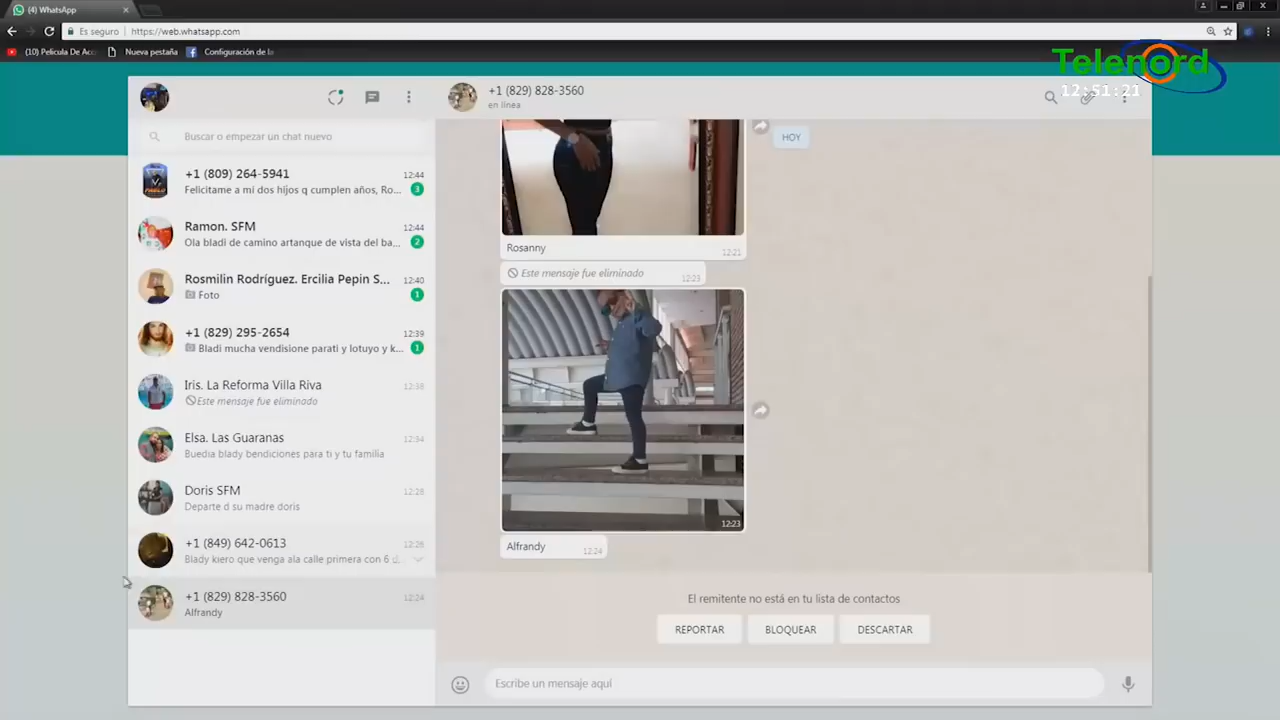 (4) WhatsApp
Es seguro | https://web.whatsapp.com
(10) Pelicula De Acc
Nueva pestaña
Configuración de la
Telenord
12:51:21
+1 (829) 828-3560
en línea
Buscar o empezar un chat nuevo
+1 (809) 264-5941 12:44
Felicitame a mi dos hijos q cumplen años, Ro... 3
Ramon. SFM 12:44
Ola bladi de camino artanque de vista del ba... 2
Rosmilin Rodríguez. Ercilia Pepin S... 12:40
Foto 1
+1 (829) 295-2654 12:39
Bladi mucha vendisione parati y lotuyo y k... 1
Iris. La Reforma Villa Riva 12:38
Este mensaje fue eliminado
Elsa. Las Guaranas 12:34
Buedia blady bendiciones para ti y tu familia
Doris SFM 12:28
Departe d su madre doris
+1 (849) 642-0613 12:26
Blady kiero que venga ala calle primera con 6 d...
+1 (829) 828-3560 12:24
Alfrandy
HOY
Rosanny 12:21
Este mensaje fue eliminado 12:23
12:23
Alfrandy 12:24
El remitente no está en tu lista de contactos
REPORTAR BLOQUEAR DESCARTAR
Escribe un mensaje aquí